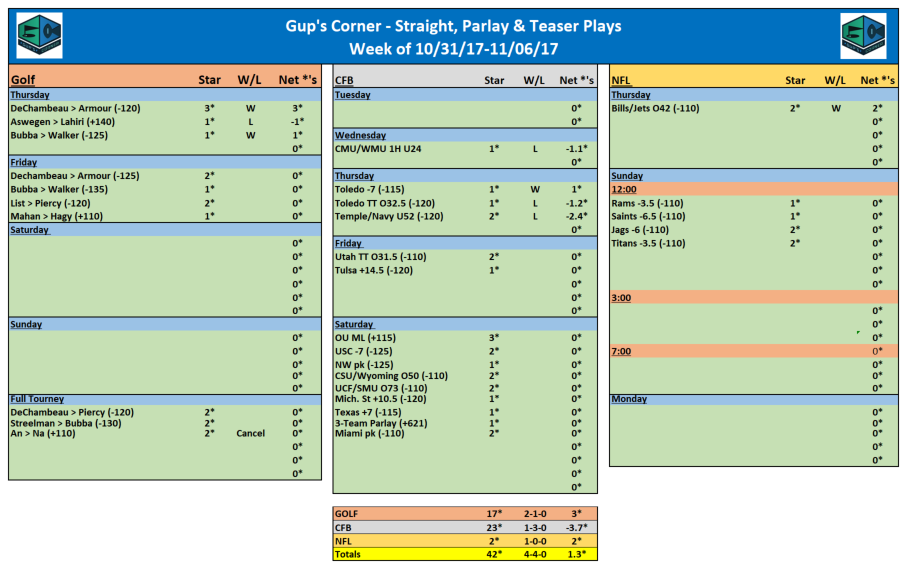 Gup's Corner - Straight, Parlay & Teaser Plays
Week of 10/31/17-11/06/17
Golf Star W/L Net *'s
Thursday
DeChambeau > Armour (-120) 3* W 3*
Aswegen > Lahiri (+140) 1* L -1*
Bubba > Walker (-125) 1* W 1*
0*
Friday
Dechambeau > Armour (-125) 2* 0*
Bubba > Walker (-135) 1* 0*
List > Piercy (-120) 2* 0*
Mahan > Hagy (+110) 1* 0*
Saturday
0*
0*
0*
0*
0*
0*
Sunday
0*
0*
0*
0*
Full Tourney
DeChambeau > Piercy (-120) 2* 0*
Streelman > Bubba (-130) 2* 0*
An > Na (+110) 2* Cancel 0*
0*
0*
0*
CFB Star W/L Net *'s
Tuesday
0*
0*
Wednesday
CMU/WMU 1H U24 1* L -1.1*
0*
Thursday
Toledo -7 (-115) 1* W 1*
Toledo TT O32.5 (-120) 1* L -1.2*
Temple/Navy U52 (-120) 2* L -2.4*
0*
Friday
Utah TT O31.5 (-110) 2* 0*
Tulsa +14.5 (-120) 1* 0*
0*
0*
0*
Saturday
OU ML (+115) 3* 0*
USC -7 (-125) 2* 0*
NW pk (-125) 1* 0*
CSU/Wyoming O50 (-110) 2* 0*
UCF/SMU O73 (-110) 2* 0*
Mich. St +10.5 (-120) 1* 0*
Texas +7 (-115) 1* 0*
3-Team Parlay (+621) 1* 0*
Miami pk (-110) 2* 0*
0*
0*
0*
0*
NFL Star W/L Net *'s
Thursday
Bills/Jets O42 (-110) 2* W 2*
0*
0*
0*
0*
Sunday
12:00
Rams -3.5 (-110) 1* 0*
Saints -6.5 (-110) 1* 0*
Jags -6 (-110) 2* 0*
Titans -3.5 (-110) 2* 0*
0*
0*
0*
3:00
0*
0*
0*
7:00 0*
0*
0*
0*
Monday
0*
0*
0*
0*
0*
GOLF 17* 2-1-0 3*
CFB 23* 1-3-0 -3.7*
NFL 2* 1-0-0 2*
Totals 42* 4-4-0 1.3*